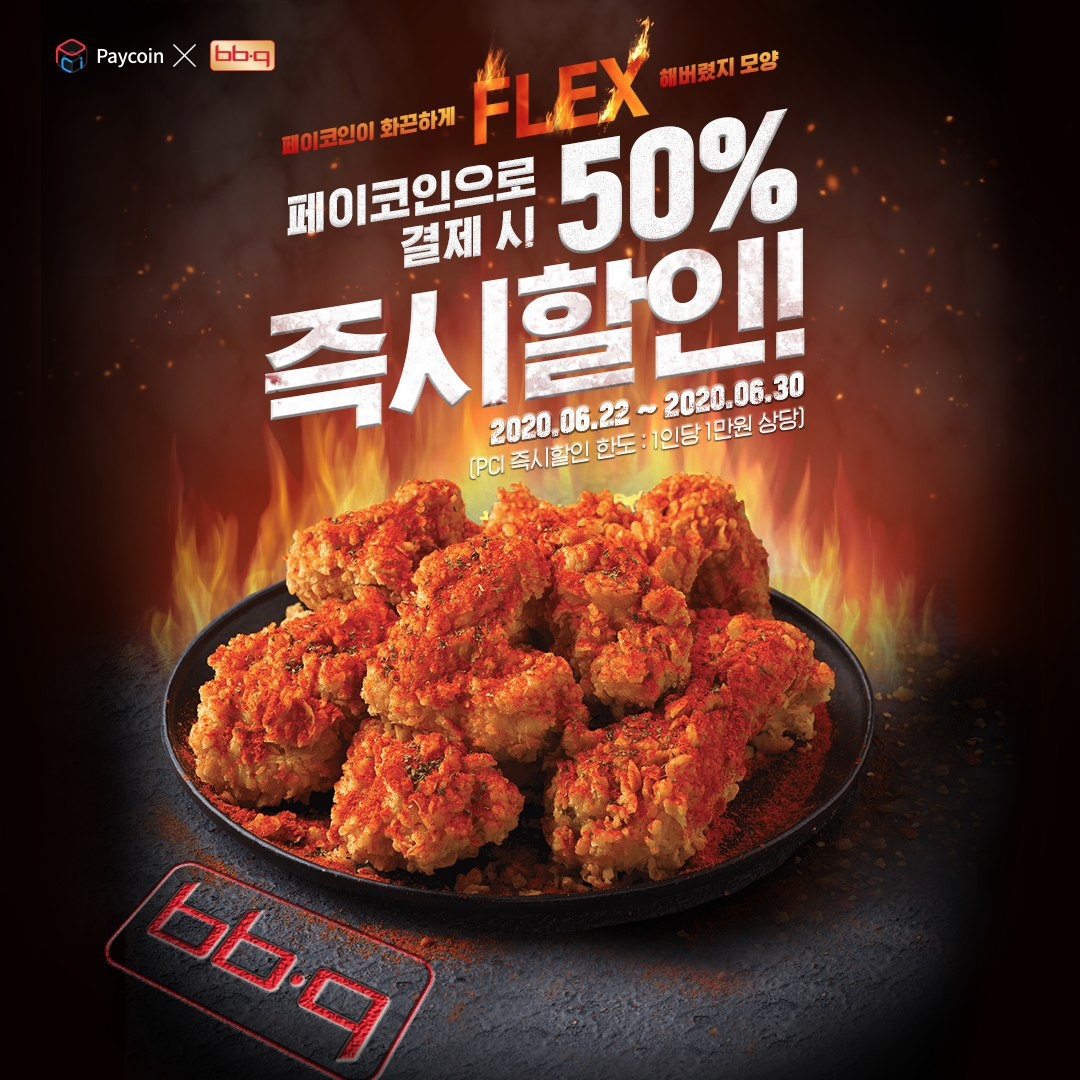 Paycoin × bb.q
페이코인이 화끈하게 FLEX 해버렸지 모양
페이코인으로
결제 시 50%
즉시할인!
2020.06.22 ~ 2020.06.30
(PCI 즉시할인 한도 : 1인당 1만원 상당)
bb.q